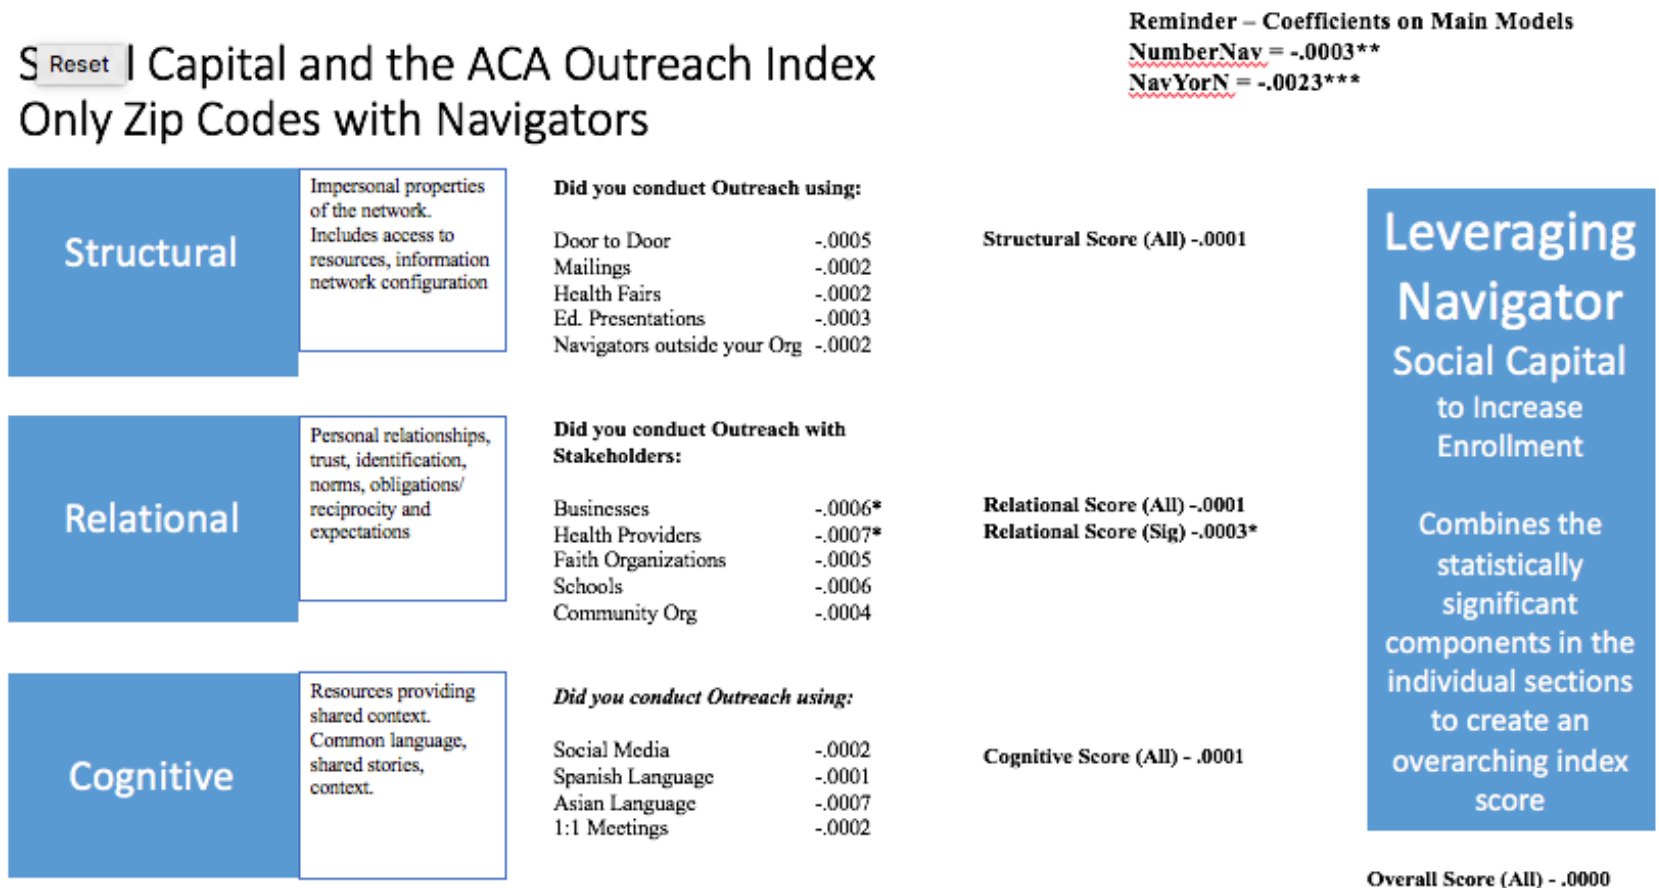 Reminder – Coefficients on Main Models
NumberNav = -.0003**
NavYorN = -.0023***
S
Reset
l Capital and the ACA Outreach Index
Only Zip Codes with Navigators
Structural
Impersonal properties
of the network.
Includes access to
resources, information
network configuration
Did you conduct Outreach using:
Door to Door -.0005
Mailings -.0002
Health Fairs -.0002
Ed. Presentations -.0003
Navigators outside your Org -.0002
Structural Score (All) -.0001
Relational
Personal relationships,
trust, identification,
norms, obligations/
reciprocity and
expectations
Did you conduct Outreach with
Stakeholders:
Businesses -.0006*
Health Providers -.0007*
Faith Organizations -.0005
Schools -.0006
Community Org -.0004
Relational Score (All) -.0001
Relational Score (Sig) -.0003*
Cognitive
Resources providing
shared context.
Common language,
shared stories,
context.
Did you conduct Outreach using:
Social Media -.0002
Spanish Language -.0001
Asian Language -.0007
1:1 Meetings -.0002
Cognitive Score (All) - .0001
Leveraging
Navigator
Social Capital
to Increase
Enrollment
Combines the
statistically
significant
components in the
individual sections
to create an
overarching index
score
Overall Score (All) - .0000